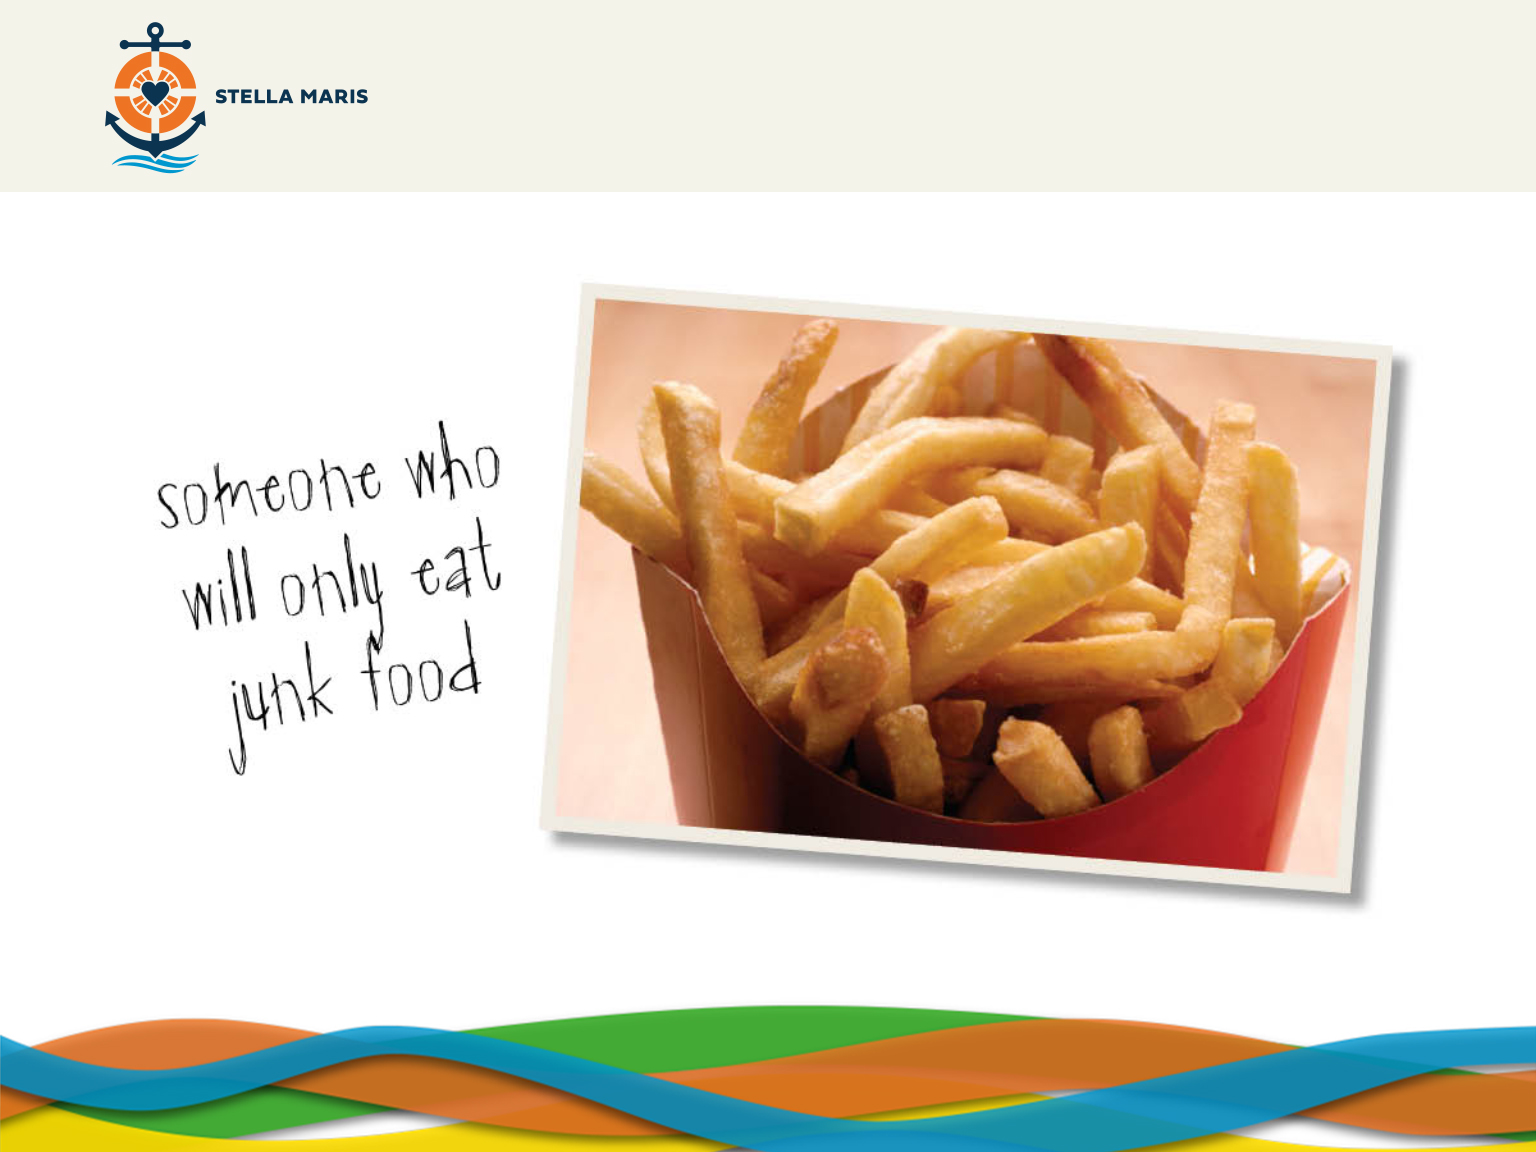 STELLA MARIS
someone who
will only eat
junk food